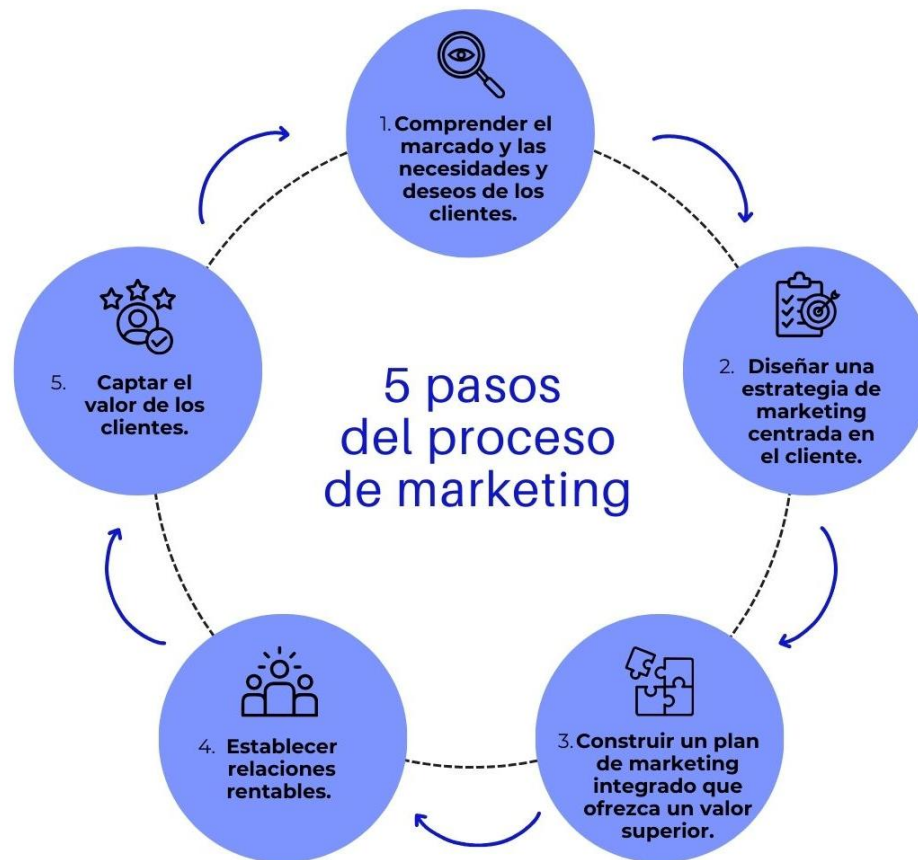 1. Comprender el
marcado y las
necesidades y
deseos de los
clientes.
2. Diseñar una
estrategia de
marketing
centrada en
el cliente.
3. Construir un plan
de marketing
integrado que
ofrezca un valor
superior.
4. Establecer
relaciones
rentables.
5. Captar el
valor de los
clientes.
5 pasos
del proceso
de marketing